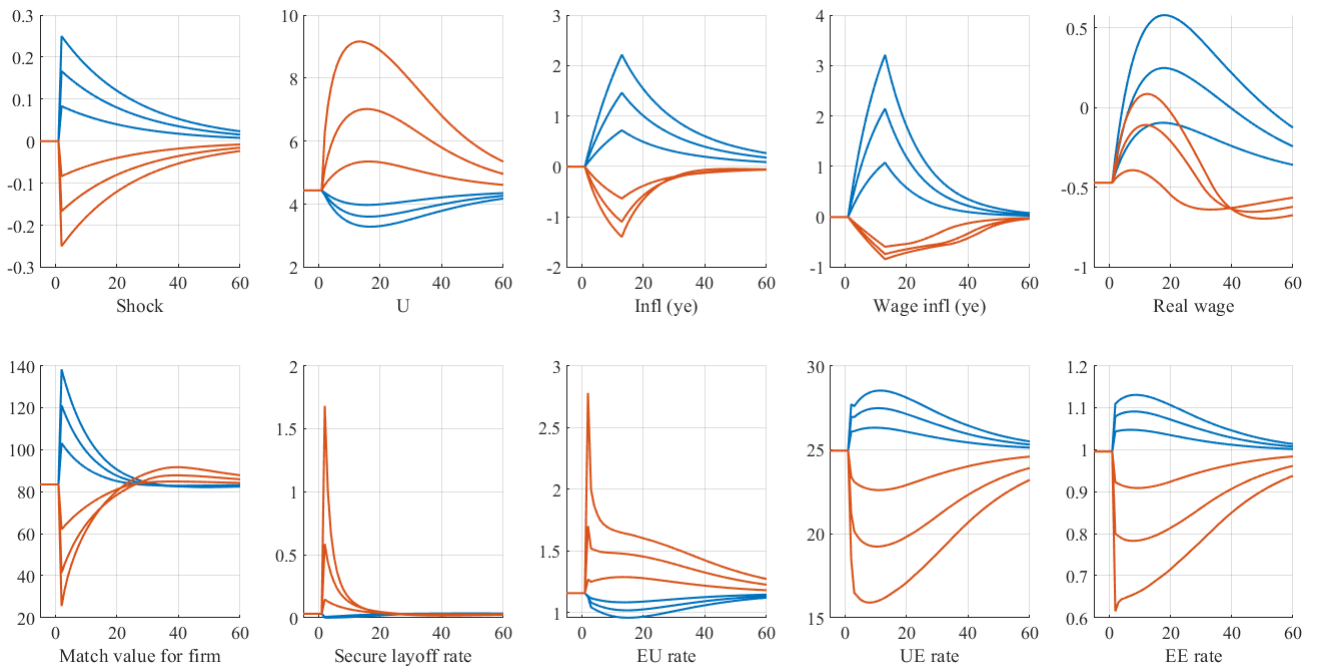 0.3
0.2
0.1
0
-0.1
-0.2
-0.3
0 20 40 60
Shock
10
8
6
4
2
0 20 40 60
U
3
2
1
0
-1
-2
0 20 40 60
Infl (ye)
4
3
2
1
0
-1
0 20 40 60
Wage infl (ye)
0.5
0
-0.5
-1
0 20 40 60
Real wage
140
120
100
80
60
40
20
0 20 40 60
Match value for firm
2
1.5
1
0.5
0
0 20 40 60
Secure layoff rate
3
2.5
2
1.5
1
0 20 40 60
EU rate
30
25
20
15
0 20 40 60
UE rate
1.2
1.1
1
0.9
0.8
0.7
0.6
0 20 40 60
EE rate